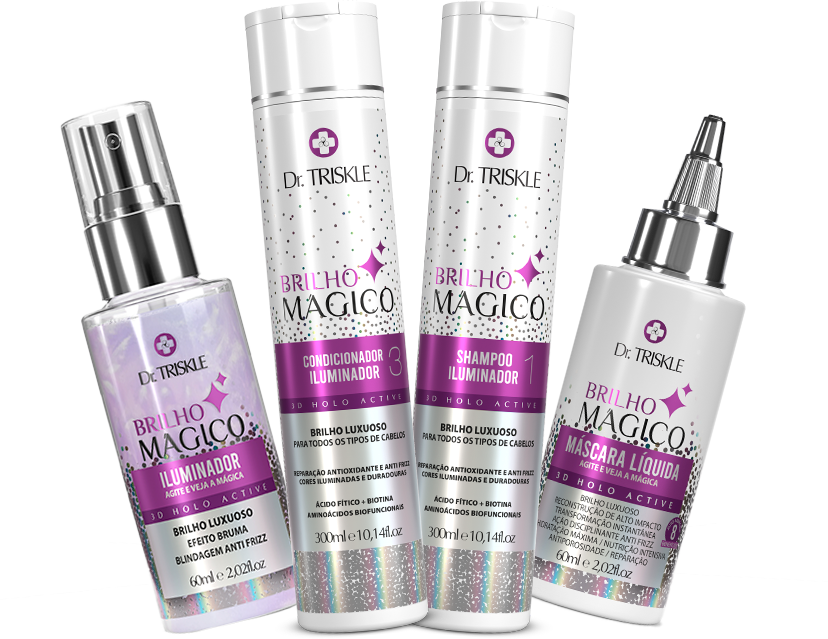 Dr. TRISKLE
BRILHO
MAGICO
ILUMINADOR
AGITE E VEJA A MÁGICA
3D HOLO ACTIVE
BRILHO LUXUOSO
EFEITO BRUMA
BLINDAGEM ANTI FRIZZ
60ml e 2,02fl.oz
Dr. TRISKLE
BRILHO
MAGICO
CONDICIONADOR
ILUMINADOR
3
3D HOLO ACTIVE
BRILHO LUXUOSO
PARA TODOS OS TIPOS DE CABELOS
REPARAÇÃO ANTIOXIDANTE E ANTI FRIZZ
CORES ILUMINADAS E DURADOURAS
ÁCIDO FÍTICO + BIOTINA
AMINOÁCIDOS BIOFUNCIONAIS
300ml e 10,14fl.oz
Dr. TRISKLE
BRILHO
MAGICO
SHAMPOO
ILUMINADOR
1
3D HOLO ACTIVE
BRILHO LUXUOSO
PARA TODOS OS TIPOS DE CABELOS
REPARAÇÃO ANTIOXIDANTE E ANTI FRIZZ
CORES ILUMINADAS E DURADOURAS
ÁCIDO FÍTICO + BIOTINA
AMINOÁCIDOS BIOFUNCIONAIS
300ml e 10,14fl.oz
Dr. TRISKLE
BRILHO
MAGICO
MÁSCARA LÍQUIDA
AGITE E VEJA A MÁGICA
3D HOLO ACTIVE
BRILHO LUXUOSO
RECONSTRUÇÃO DE ALTO IMPACTO
TRANSFORMAÇÃO INSTANTÂNEA
AÇÃO DISCIPLINANTE ANTI FRIZZ
HIDRATAÇÃO MAXIMA / NUTRIÇÃO INTENSIVA
ANTIPOROSIDADE / REPARAÇÃO
8
60ml e 2,02fl.oz